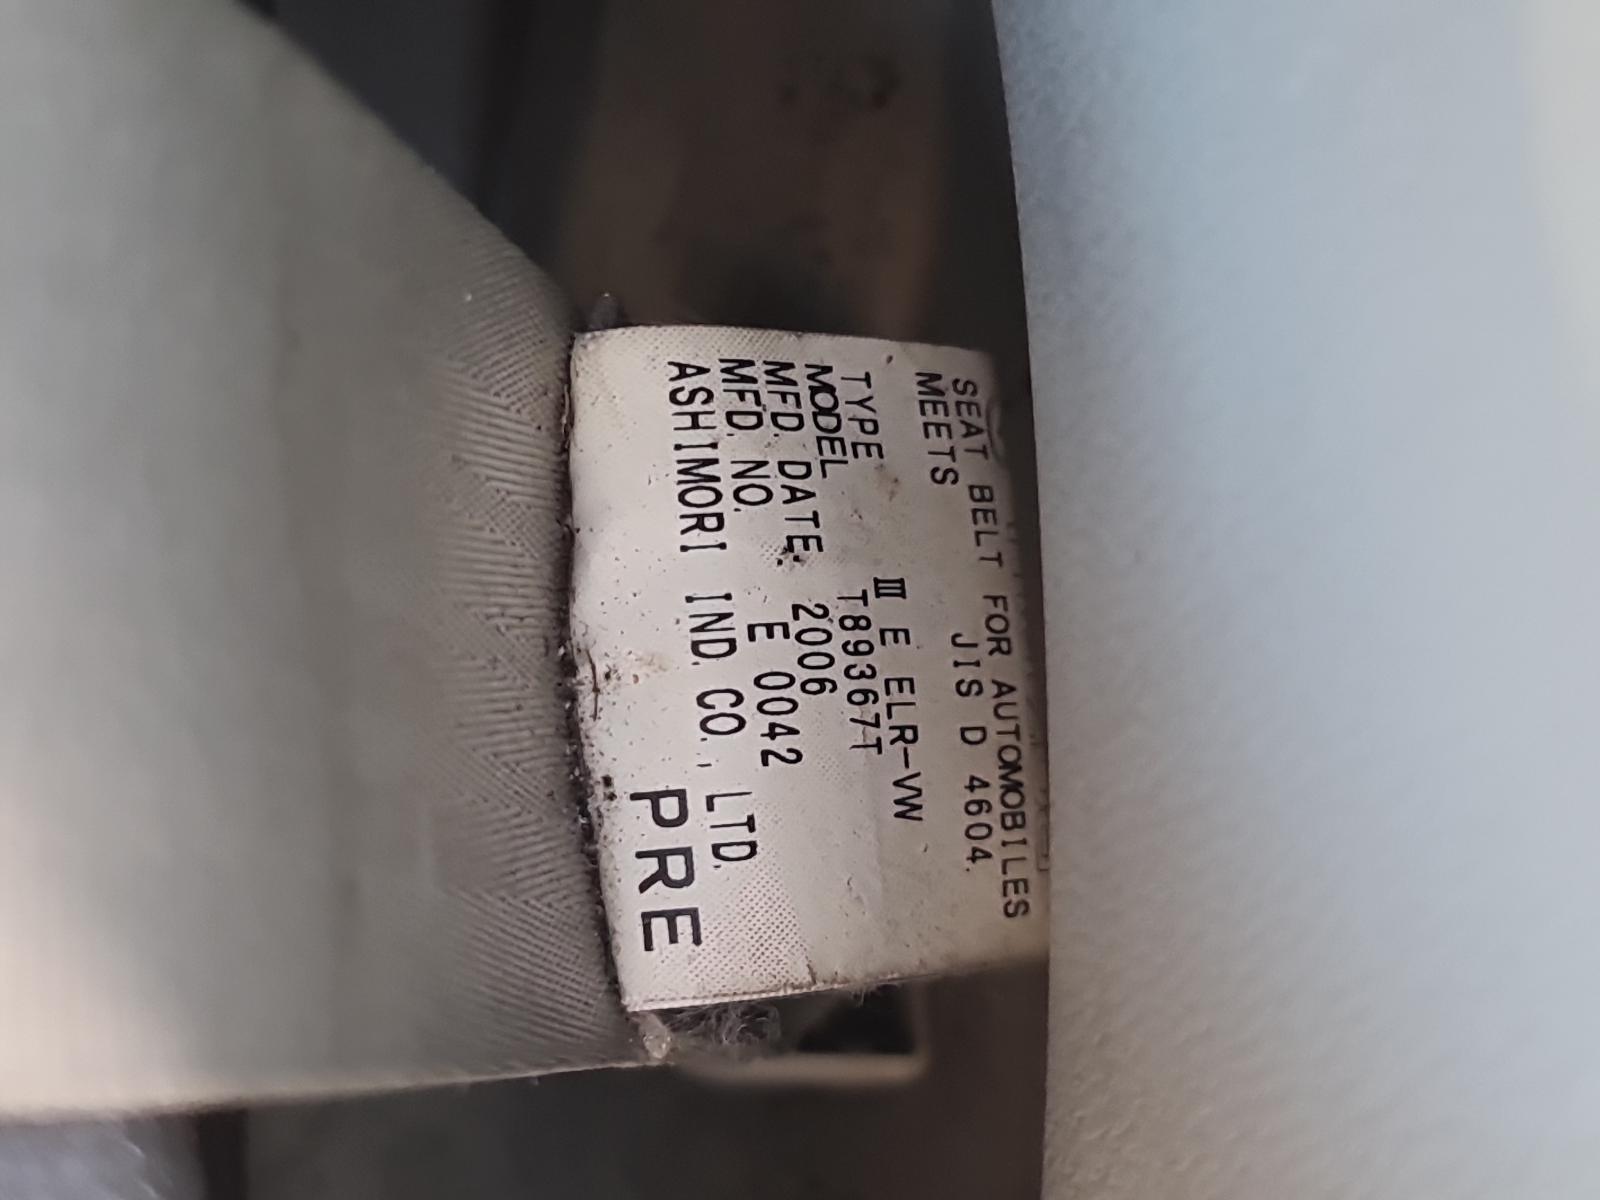 SEAT BELT FOR AUTOMOBILES
MEETS JIS D 4604.
TYPE III E ELR-VW
MODEL T89367T
MFD. DATE: 2006
MFD. NO. E 0042
ASHIMORI IND. CO., LTD.
PRE